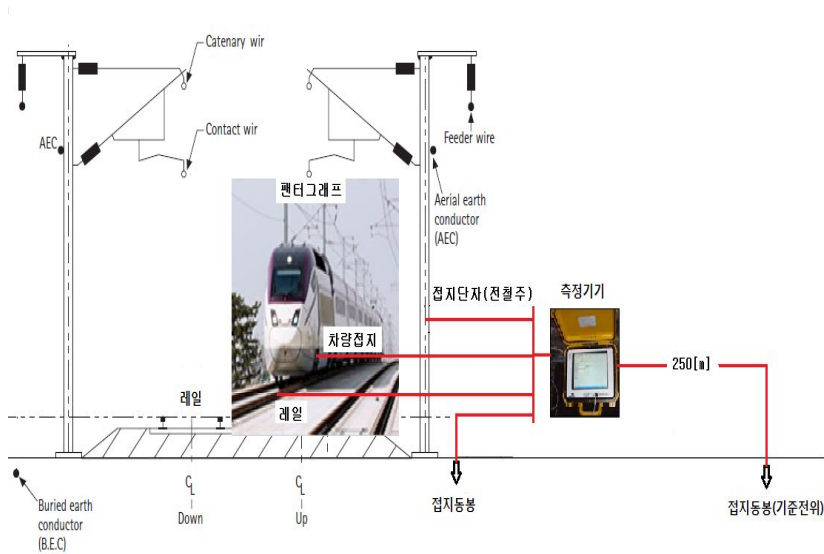 Catenary wir
Contact wir
AEC
Feeder wire
팬터그래프
Aerial earth
conductor
(AEC)
접지단자(전철주)
측정기기
차량접지
250[m]
레일
레일
Buried earth
conductor
(B.E.C)
CL
Down
CL
Up
접지동봉
접지동봉(기준전위)